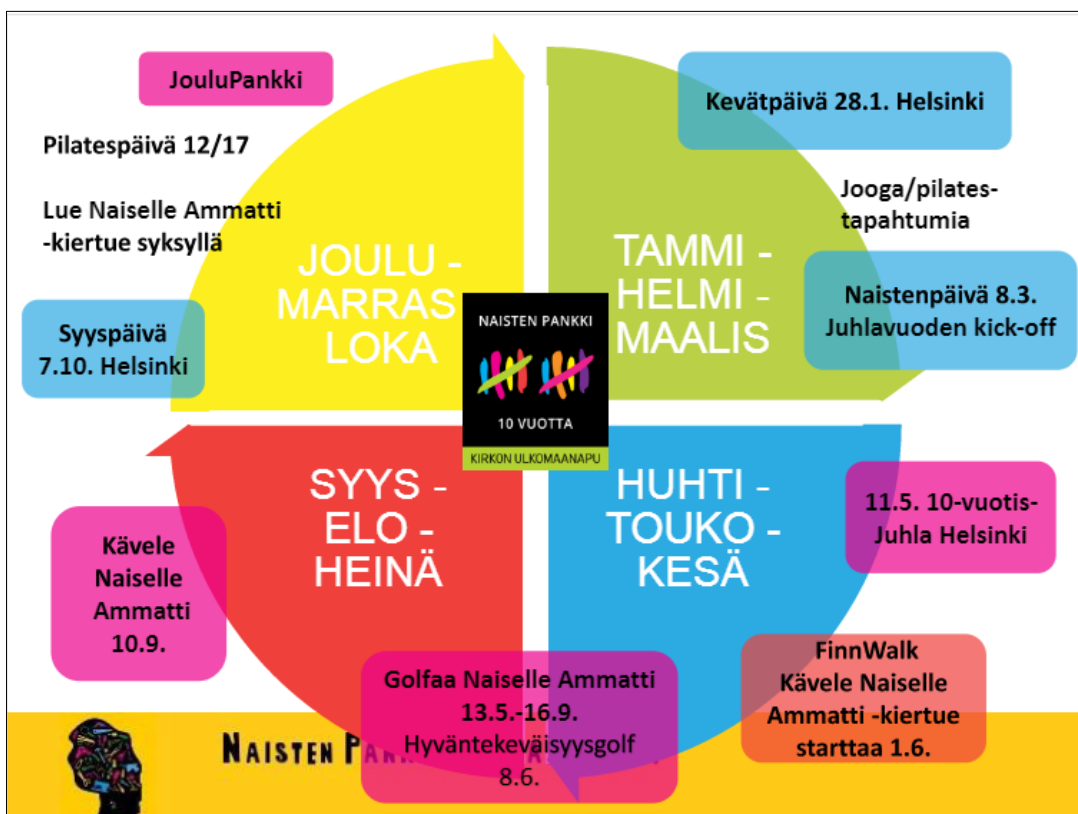 JouluPankki
Pilatespäivä 12/17
Lue Naiselle Ammatti
-kiertue syksyllä
Syyspäivä
7.10. Helsinki
JOULU -
MARRAS
LOKA
TAMMI -
HELMI -
MAALIS
Kevätpäivä 28.1. Helsinki
Jooga/pilates-
tapahtumia
Naistenpäivä 8.3.
Juhlavuoden kick-off
NAISTEN PANKKI
10 VUOTTA
KIRKON ULKOMAANAPU
SYYS -
ELO -
HEINÄ
HUHTI -
TOUKO -
KESÄ
11.5. 10-vuotis-
Juhla Helsinki
Kävele
Naiselle
Ammatti
10.9.
Golfaa Naiselle Ammatti
13.5.-16.9.
Hyväntekeväisyysgolf
8.6.
FinnWalk
Kävele Naiselle
Ammatti -kiertue
starttaa 1.6.
NAISTEN